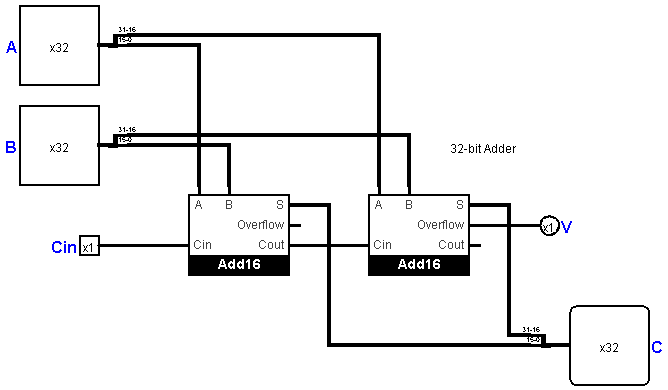 A
x32
31-16
15-0
B
x32
31-16
15-0
32-bit Adder
A B S
Overflow
Cin Cout
Add16
A B S
Overflow
Cin Cout
Add16
Cin x1
x1 V
31-16
15-0
x32
C